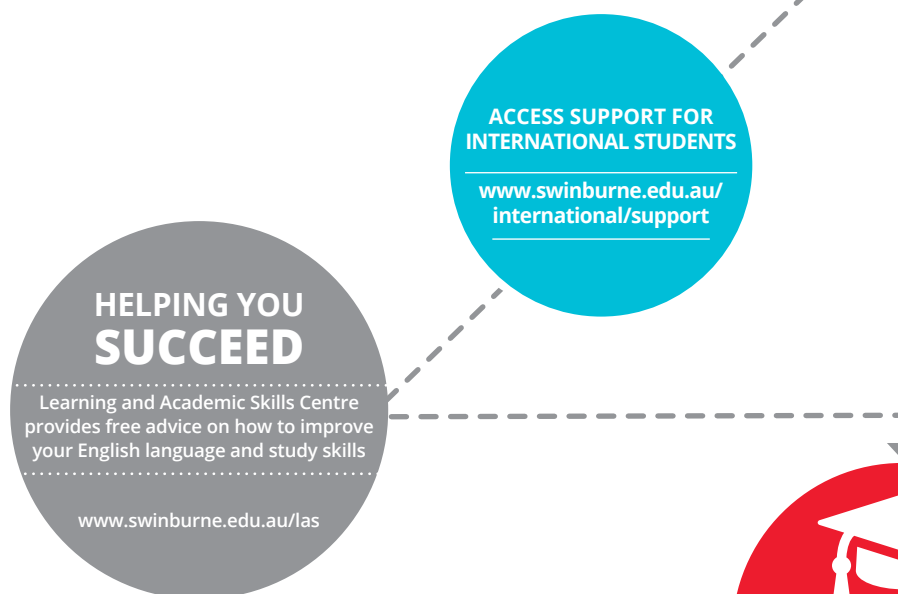 ACCESS SUPPORT FOR
INTERNATIONAL STUDENTS
www.swinburne.edu.au/
international/support
HELPING YOU
SUCCEED
Learning and Academic Skills Centre
provides free advice on how to improve
your English language and study skills
www.swinburne.edu.au/las